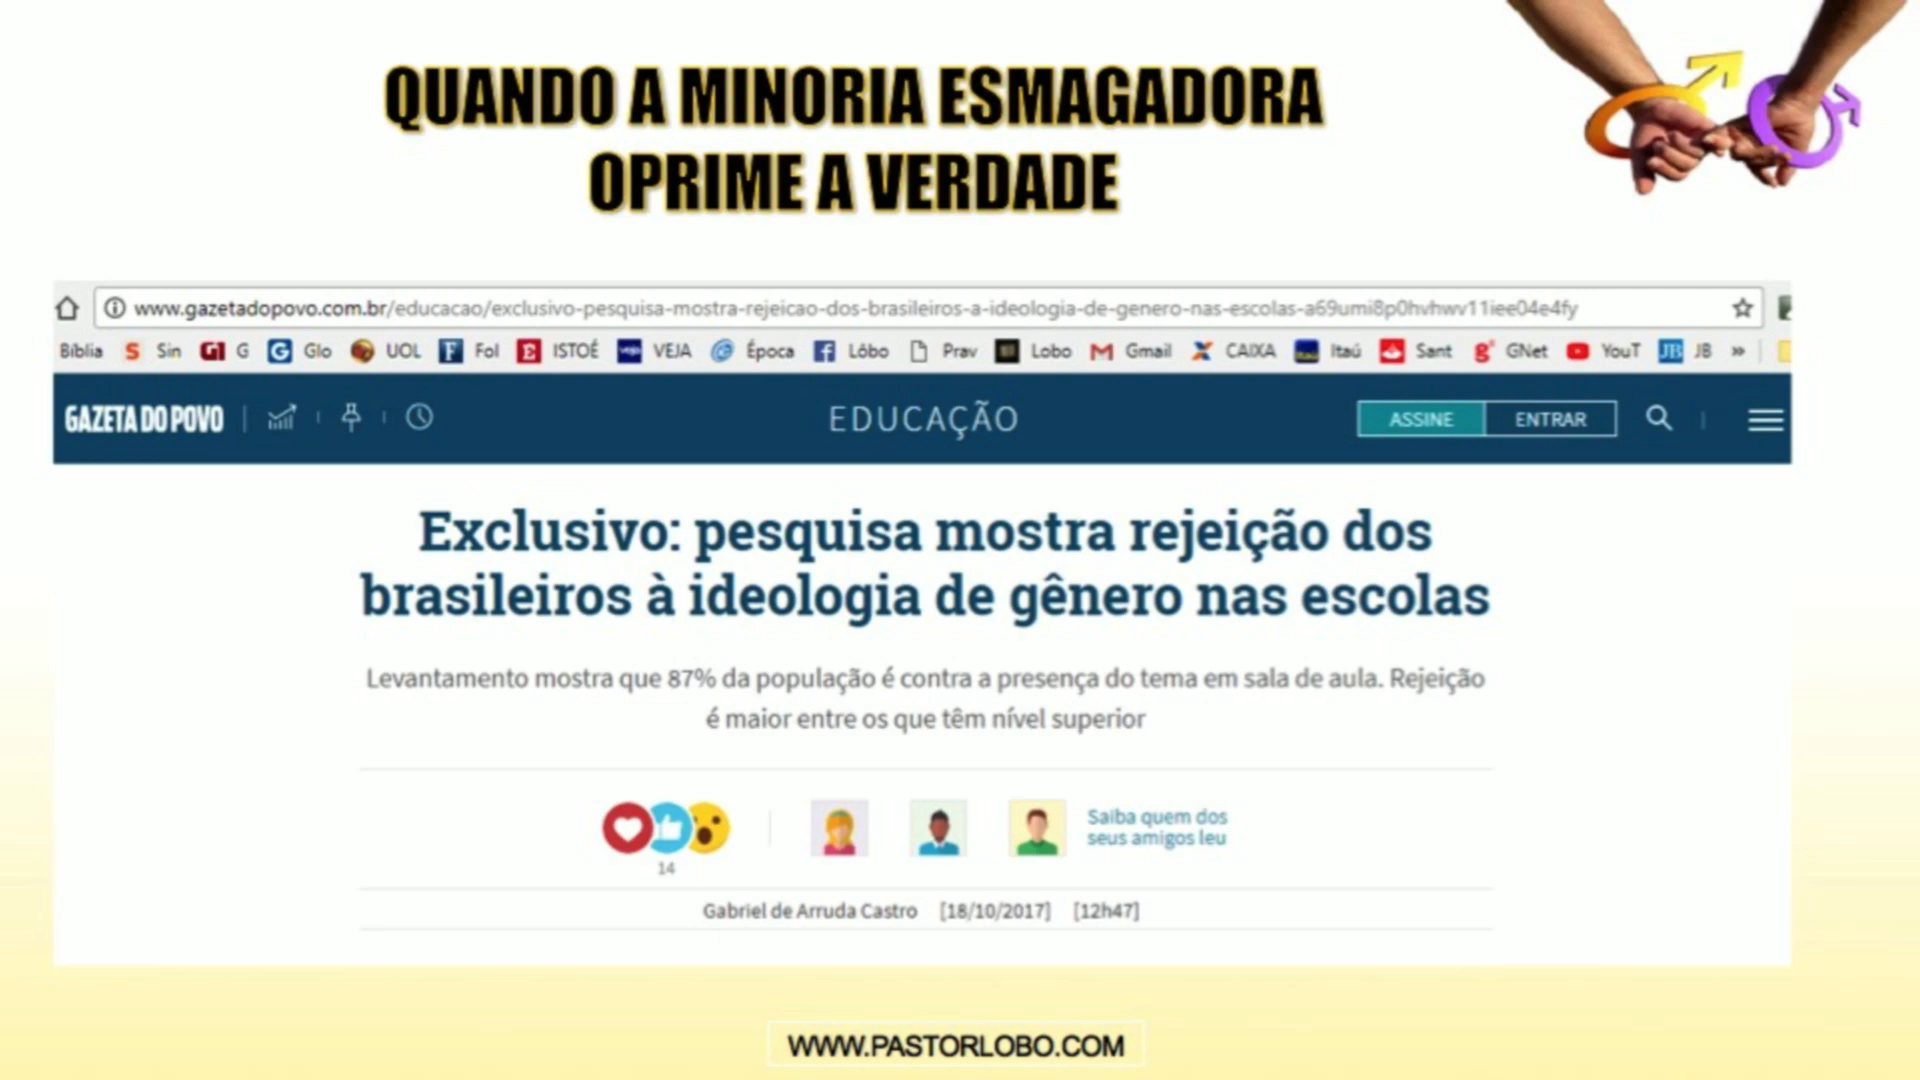 QUANDO A MINORIA ESMAGADORA
OPRIME A VERDADE
www.gazetadopovo.com.br/educacao/exclusivo-pesquisa-mostra-rejeicao-dos-brasileiros-a-ideologia-de-genero-nas-escolas-a69umi8p0hvhwv11iee04e4fy
Bíblia S Sin G1 G G Glo UOL F Fol E ISTOÉ VEJA Época f Lôbo Prav Lobo M Gmail X CAIXA Itaú Sant g GNet YouT JB JB »
GAZETA DO POVO EDUCAÇÃO ASSINE ENTRAR
Exclusivo: pesquisa mostra rejeição dos
brasileiros à ideologia de gênero nas escolas
Levantamento mostra que 87% da população é contra a presença do tema em sala de aula. Rejeição
é maior entre os que têm nível superior
Saiba quem dos
seus amigos leu
14
Gabriel de Arruda Castro [18/10/2017] [12h47]
WWW.PASTORLOBO.COM